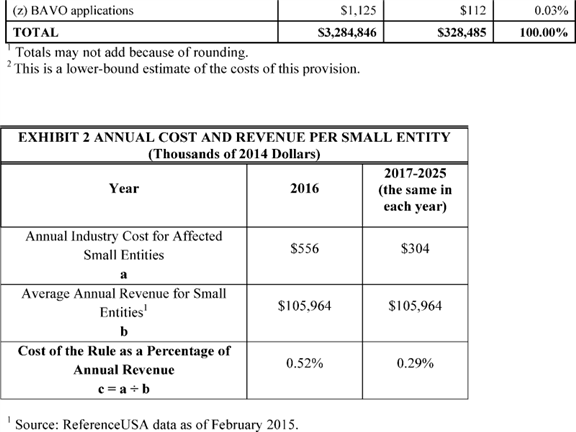 (z) BAVO applications $1,125 $112 0.03%
TOTAL $3,284,846 $328,485 100.00%
1 Totals may not add because of rounding.
2 This is a lower-bound estimate of the costs of this provision.
EXHIBIT 2 ANNUAL COST AND REVENUE PER SMALL ENTITY
(Thousands of 2014 Dollars)
Year 2016 2017-2025
(the same in
each year)
Annual Industry Cost for Affected
Small Entities $556 $304
a
Average Annual Revenue for Small
Entities1 $105,964 $105,964
b
Cost of the Rule as a Percentage of
Annual Revenue 0.52% 0.29%
c = a ÷ b
1 Source: ReferenceUSA data as of February 2015.